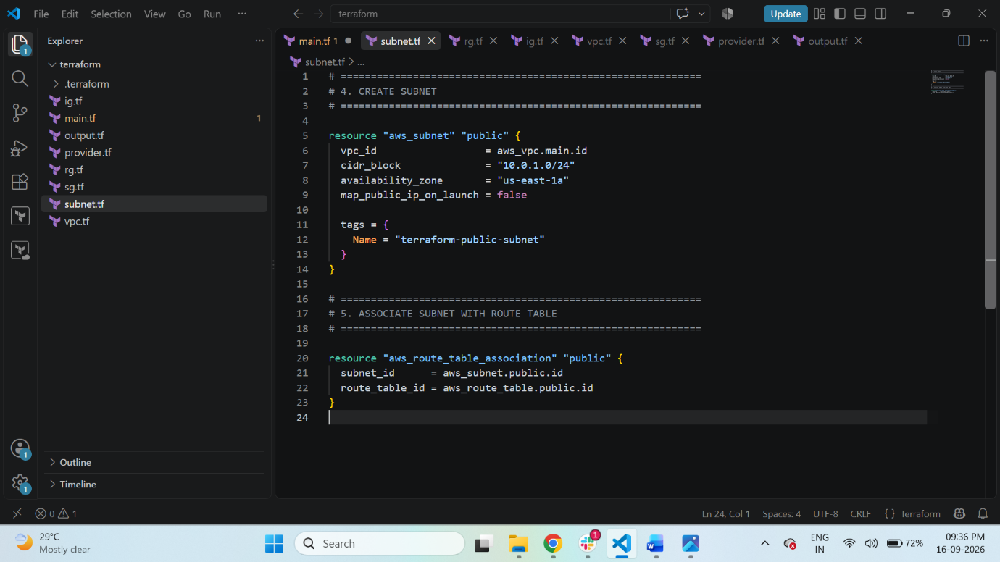 File Edit Selection View Go Run ··· terraform Update
Explorer ···
terraform
.terraform
ig.tf
main.tf 1
output.tf
provider.tf
rg.tf
sg.tf
subnet.tf
vpc.tf
Outline
Timeline
1
1
1
main.tf 1 subnet.tf rg.tf ig.tf vpc.tf sg.tf provider.tf output.tf ···
subnet.tf > ...
1 # ============================================================
2 # 4. CREATE SUBNET
3 # ============================================================
4
5 resource "aws_subnet" "public" {
6   vpc_id                  = aws_vpc.main.id
7   cidr_block              = "10.0.1.0/24"
8   availability_zone       = "us-east-1a"
9   map_public_ip_on_launch = false
10
11   tags = {
12     Name = "terraform-public-subnet"
13   }
14 }
15
16 # ============================================================
17 # 5. ASSOCIATE SUBNET WITH ROUTE TABLE
18 # ============================================================
19
20 resource "aws_route_table_association" "public" {
21   subnet_id      = aws_subnet.public.id
22   route_table_id = aws_route_table.public.id
23 }
24
0 1 Ln 24, Col 1 Spaces: 4 UTF-8 CRLF { } Terraform
29°C
Mostly clear
Search
1
ENG
IN
72%
09:36 PM
16-09-2026